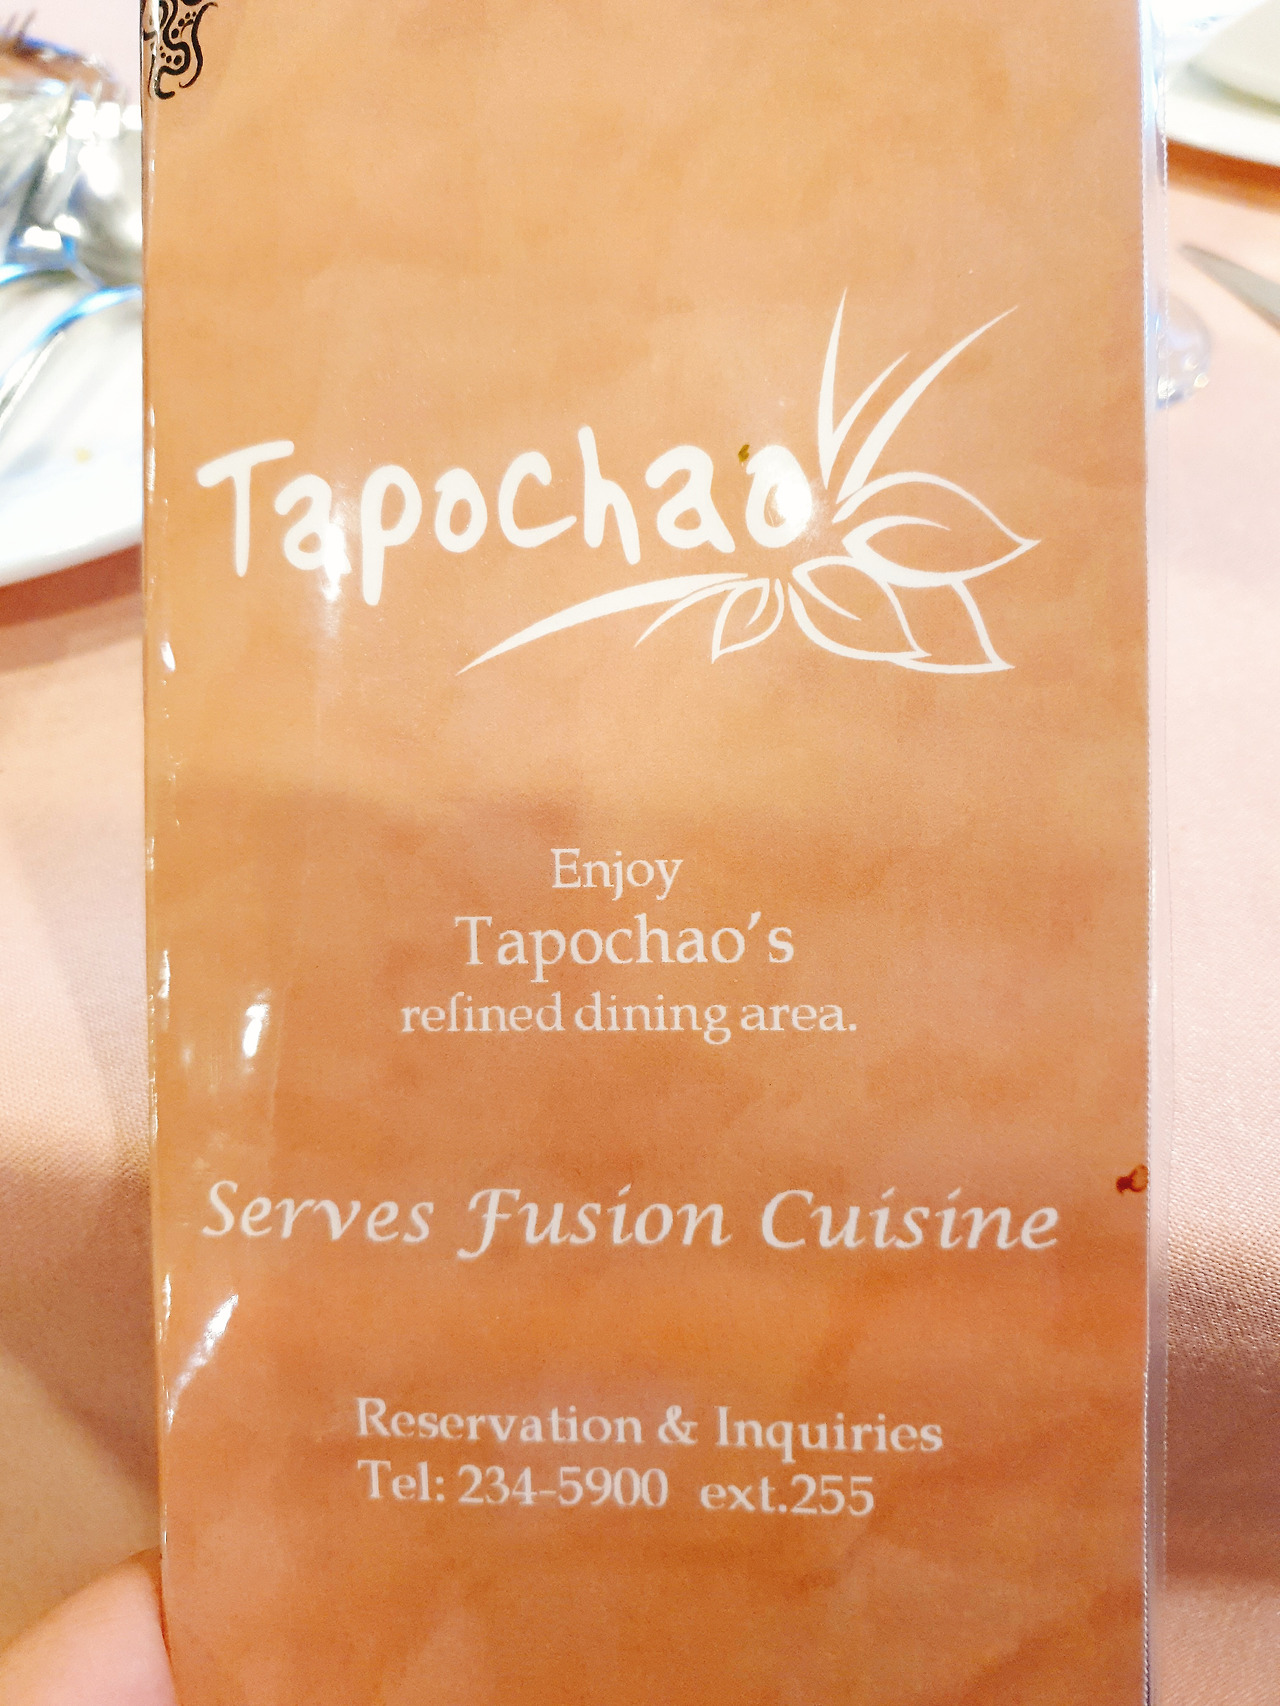 Tapochao
Enjoy
Tapochao's
refined dining area.
Serves Fusion Cuisine
Reservation & Inquiries
Tel: 234-5900 ext.255